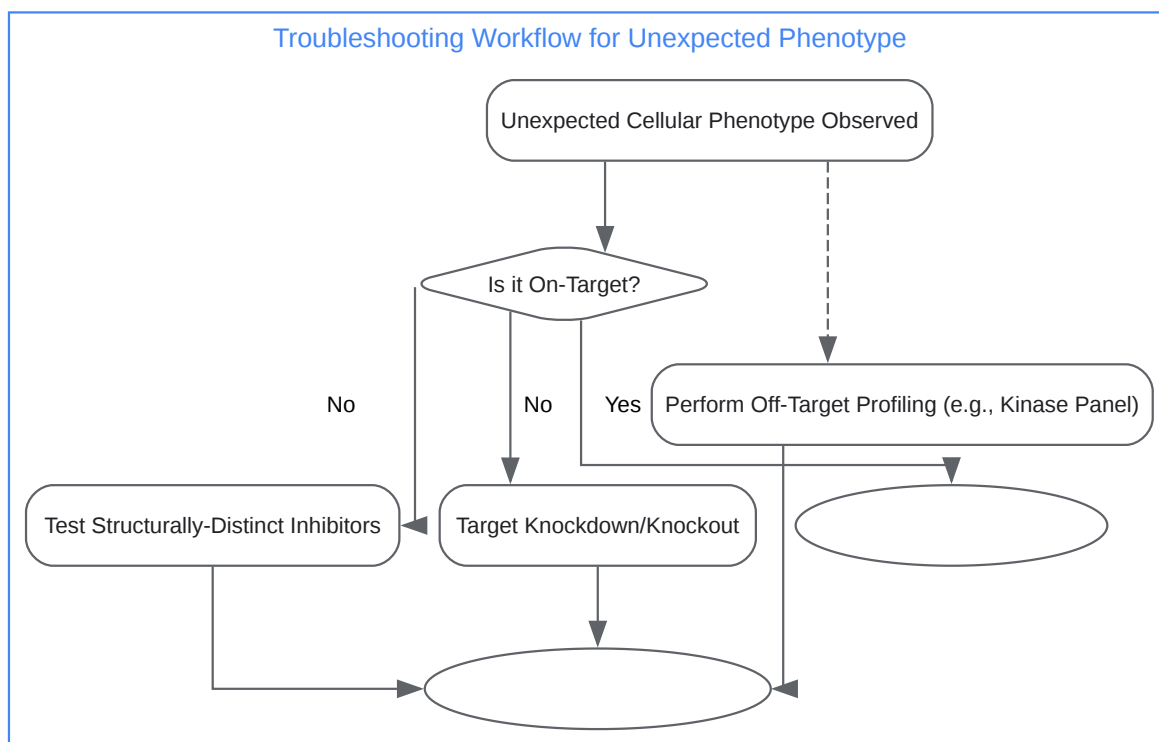 Troubleshooting Workflow for Unexpected Phenotype
Unexpected Cellular Phenotype Observed
Is it On-Target?
No
No
Yes
Perform Off-Target Profiling (e.g., Kinase Panel)
Test Structurally-Distinct Inhibitors
Target Knockdown/Knockout